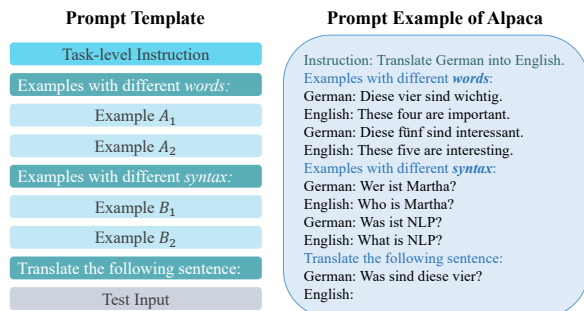 Prompt Template
Task-level Instruction
Examples with different words:
Example A1
Example A2
Examples with different syntax:
Example B1
Example B2
Translate the following sentence:
Test Input
Prompt Example of Alpaca
Instruction: Translate German into English.
Examples with different words:
German: Diese vier sind wichtig.
English: These four are important.
German: Diese fünf sind interessant.
English: These five are interesting.
Examples with different syntax:
German: Wer ist Martha?
English: Who is Martha?
German: Was ist NLP?
English: What is NLP?
Translate the following sentence:
German: Was sind diese vier?
English: